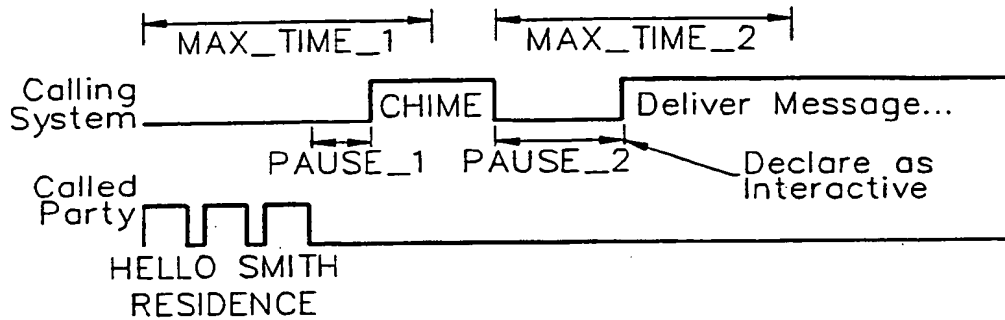 MAX_TIME_1
MAX_TIME_2
Calling
System
CHIME
Deliver Message...
PAUSE_1
PAUSE_2
Declare as
Interactive
Called
Party
HELLO SMITH
RESIDENCE